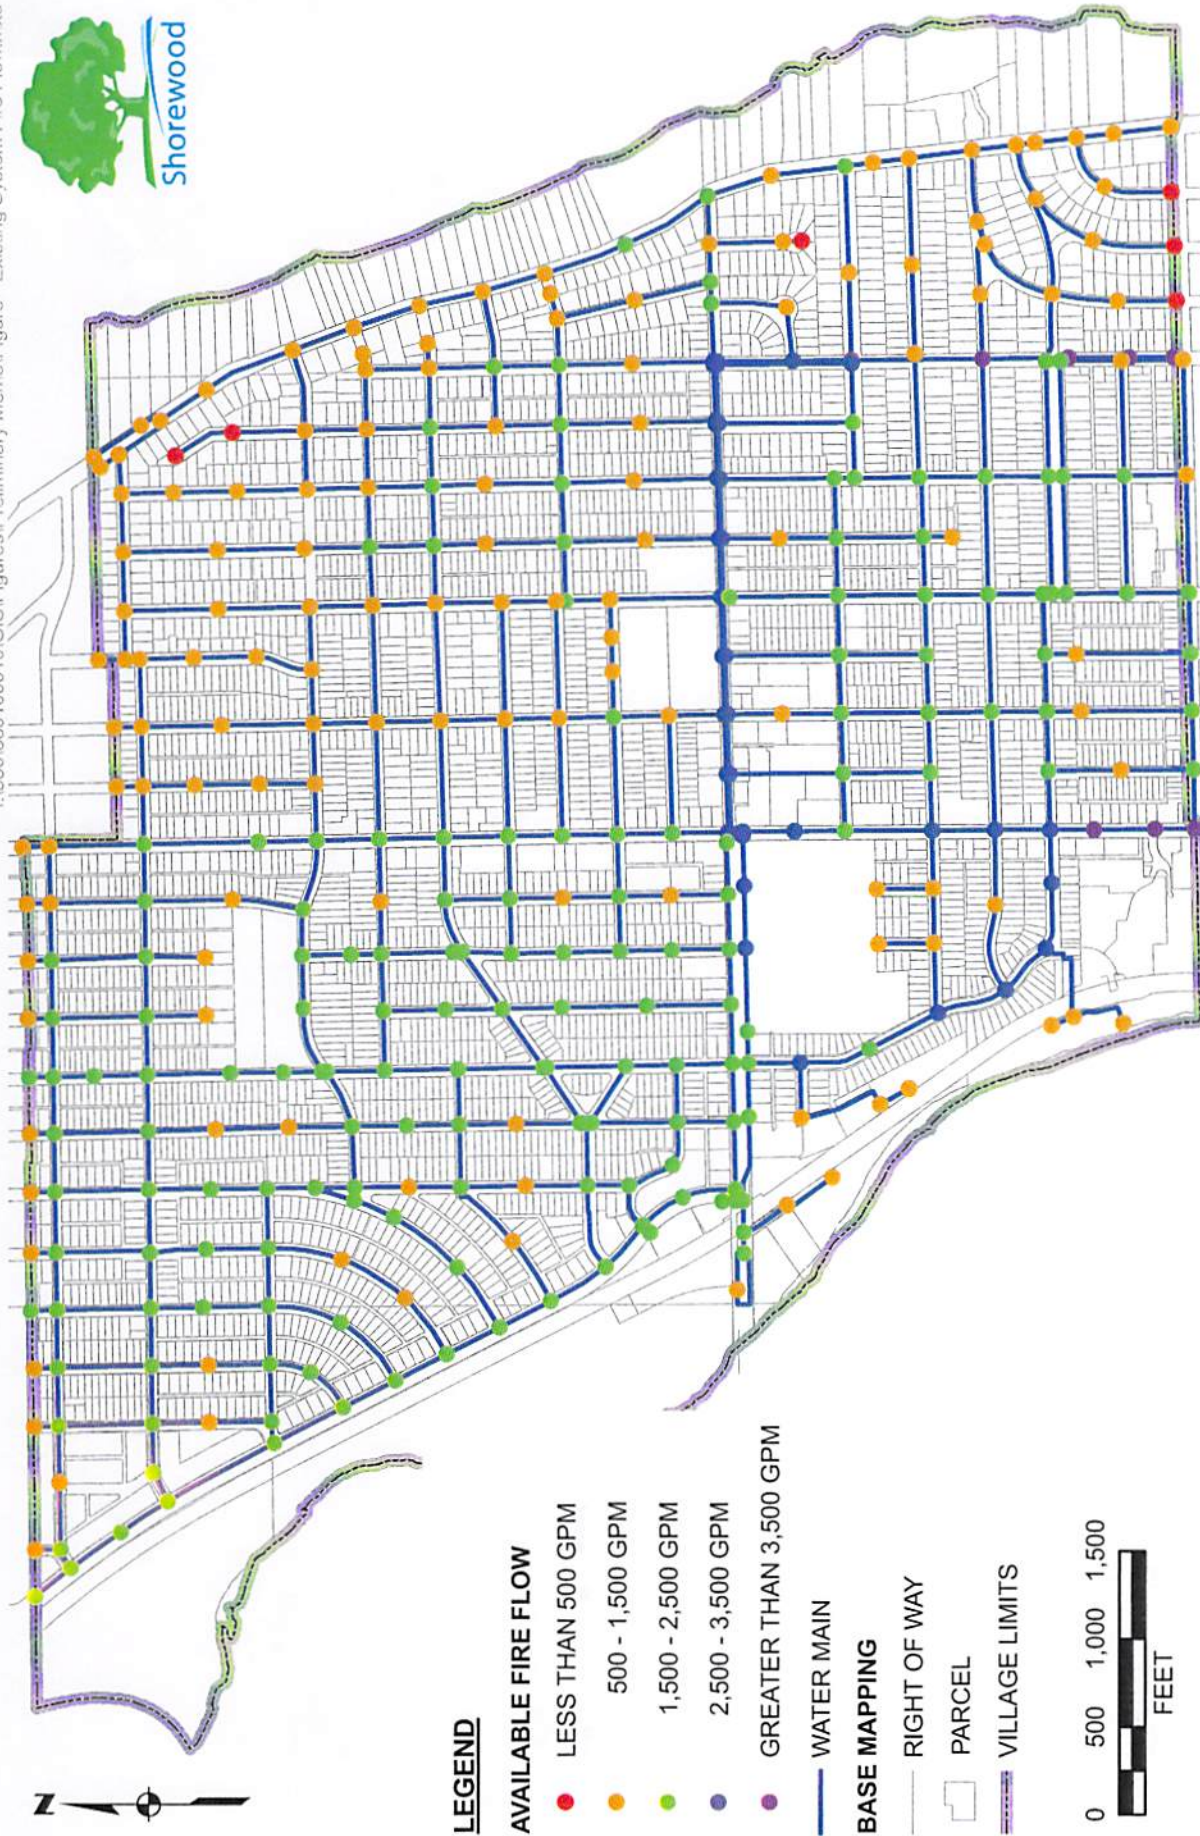 Shorewood
LEGEND
AVAILABLE FIRE FLOW
LESS THAN 500 GPM
500 - 1,500 GPM
1,500 - 2,500 GPM
2,500 - 3,500 GPM
GREATER THAN 3,500 GPM
WATER MAIN
BASE MAPPING
RIGHT OF WAY
PARCEL
VILLAGE LIMITS
0 500 1,000 1,500
FEET
N